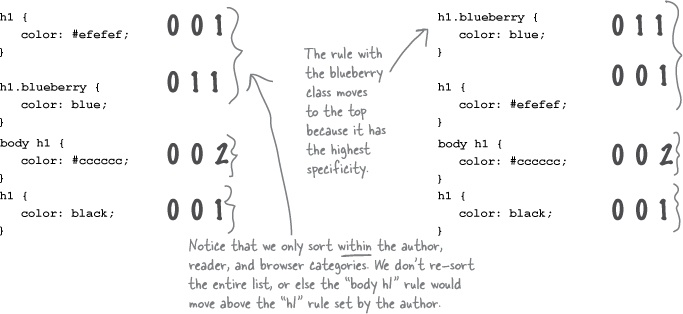 h1 {
color: #efefef;
}
0 0 1
h1.blueberry {
color: blue;
}
0 1 1
body h1 {
color: #cccccc;
}
0 0 2
h1 {
color: black;
}
0 0 1
The rule with
the blueberry
class moves
to the top
because it has
the highest
specificity.
h1.blueberry {
color: blue;
}
0 1 1
h1 {
color: #efefef;
}
0 0 1
body h1 {
color: #cccccc;
}
0 0 2
h1 {
color: black;
}
0 0 1
Notice that we only sort within the author,
reader, and browser categories. We don't re-sort
the entire list, or else the "body h1" rule would
move above the "h1" rule set by the author.